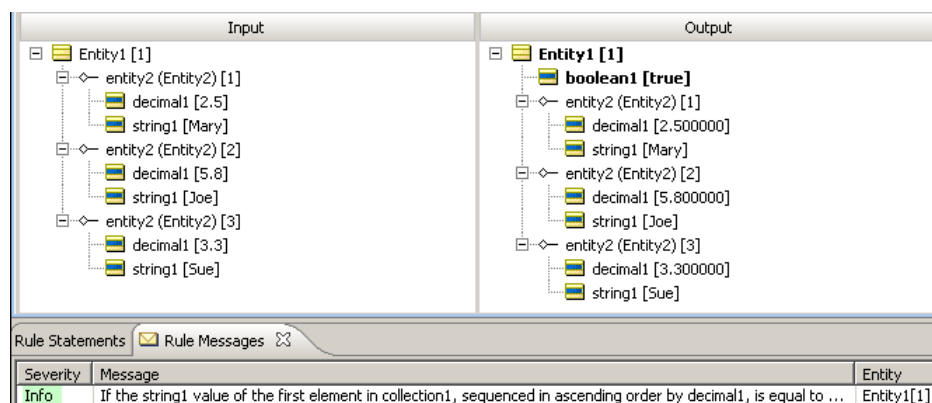 Input
Entity1 [1]
entity2 (Entity2) [1]
decimal1 [2.5]
string1 [Mary]
entity2 (Entity2) [2]
decimal1 [5.8]
string1 [Joe]
entity2 (Entity2) [3]
decimal1 [3.3]
string1 [Sue]
Output
Entity1 [1]
boolean1 [true]
entity2 (Entity2) [1]
decimal1 [2.500000]
string1 [Mary]
entity2 (Entity2) [2]
decimal1 [5.800000]
string1 [Joe]
entity2 (Entity2) [3]
decimal1 [3.300000]
string1 [Sue]
Rule Statements Rule Messages
Severity Message Entity
Info If the string1 value of the first element in collection1, sequenced in ascending order by decimal1, is equal to ... Entity1[1]